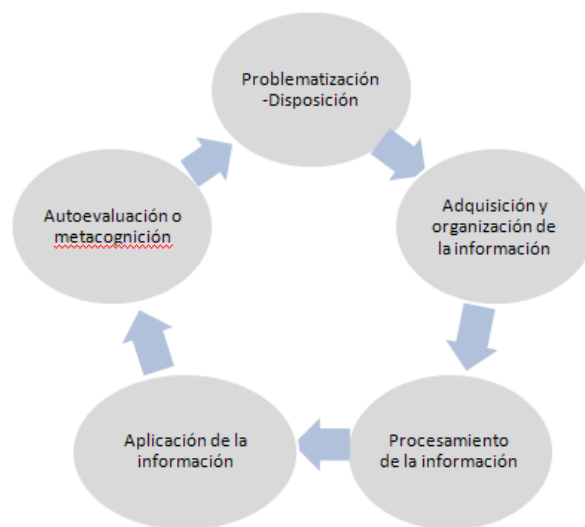 Problematización
-Disposición
Adquisición y
organización de
la información
Procesamiento
de la información
Aplicación de la
información
Autoevaluación o
metacognición